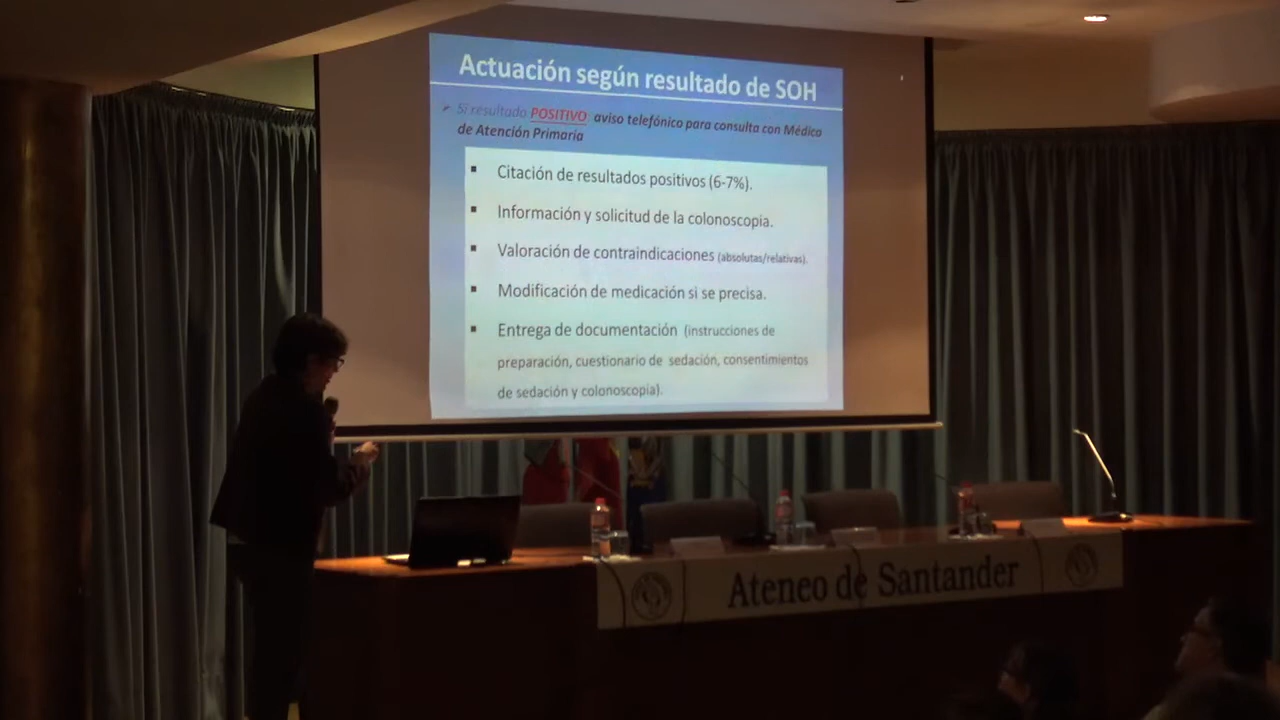 Actuación según resultado de SOH
Si resultado POSITIVO aviso telefónico para consulta con Médico
de Atención Primaria
Citación de resultados positivos (6-7%).
Información y solicitud de la colonoscopia.
Valoración de contraindicaciones (absolutas/relativas).
Modificación de medicación si se precisa.
Entrega de documentación (instrucciones de
preparación, cuestionario de sedación, consentimientos
de sedación y colonoscopia).
Ateneo de Santander